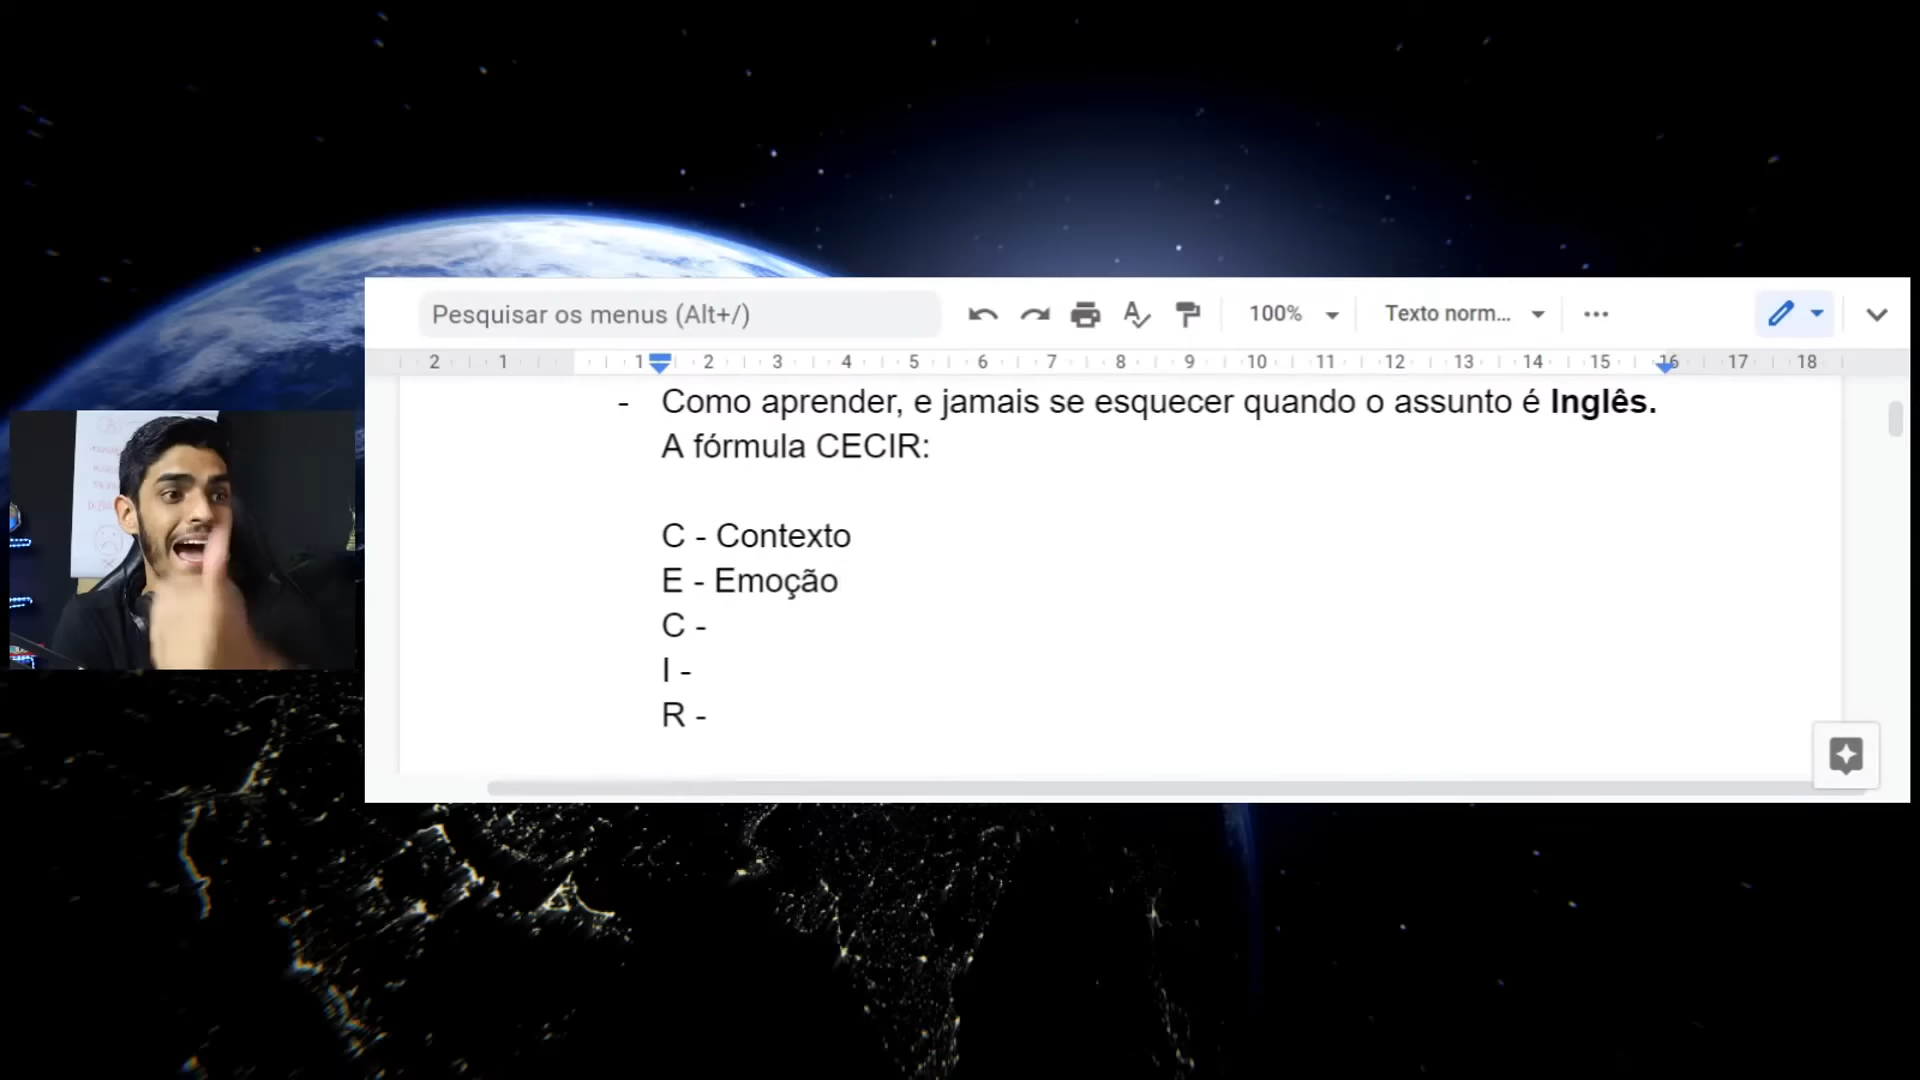 Pesquisar os menus (Alt+/)
100%
Texto norm...
2 1 1 2 3 4 5 6 7 8 9 10 11 12 13 14 15 16 17 18
- Como aprender, e jamais se esquecer quando o assunto é Inglês.
A fórmula CECIR:
C - Contexto
E - Emoção
C -
I -
R -